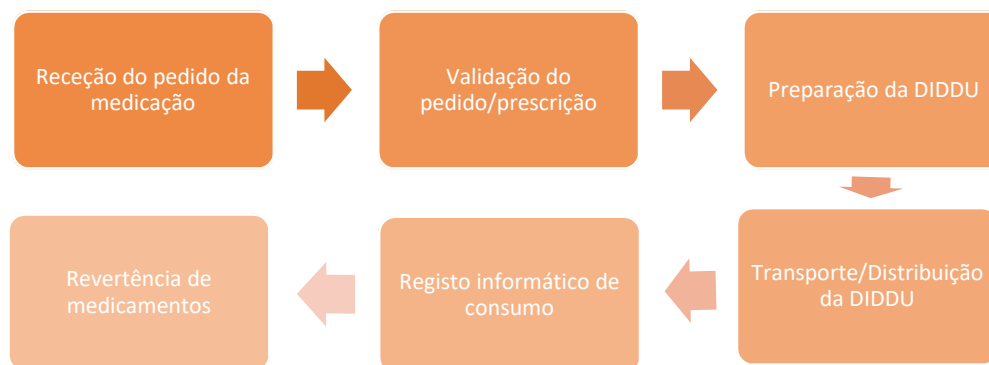 Receção do pedido da
medicação
Validação do
pedido/prescrição
Preparação da DIDDU
Transporte/Distribuição
da DIDDU
Registo informático de
consumo
Revertência de
medicamentos